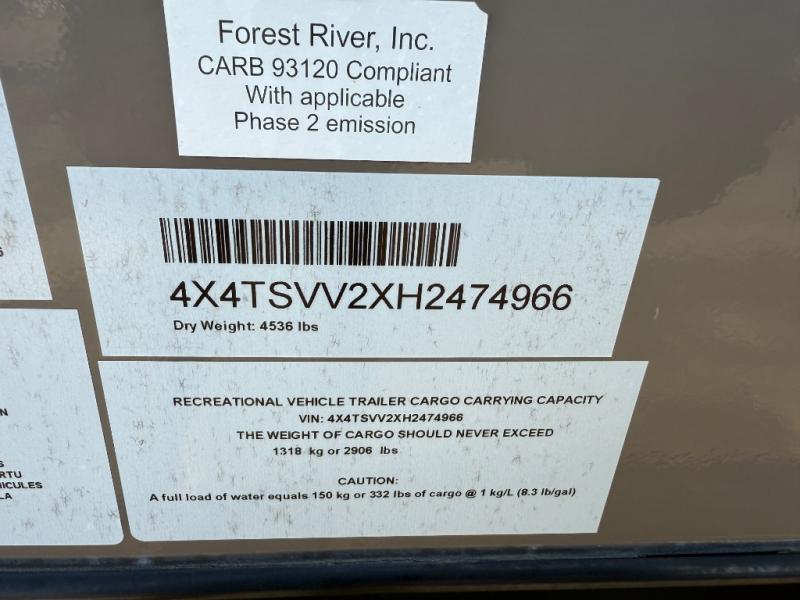 Forest River, Inc.
CARB 93120 Compliant
With applicable
Phase 2 emission
4X4TSVV2XH2474966
Dry Weight: 4536 lbs
RECREATIONAL VEHICLE TRAILER CARGO CARRYING CAPACITY
VIN: 4X4TSVV2XH2474966
THE WEIGHT OF CARGO SHOULD NEVER EXCEED
1318 kg or 2906 lbs
CAUTION:
A full load of water equals 150 kg or 332 lbs of cargo @ 1 kg/L (8.3 lb/gal)